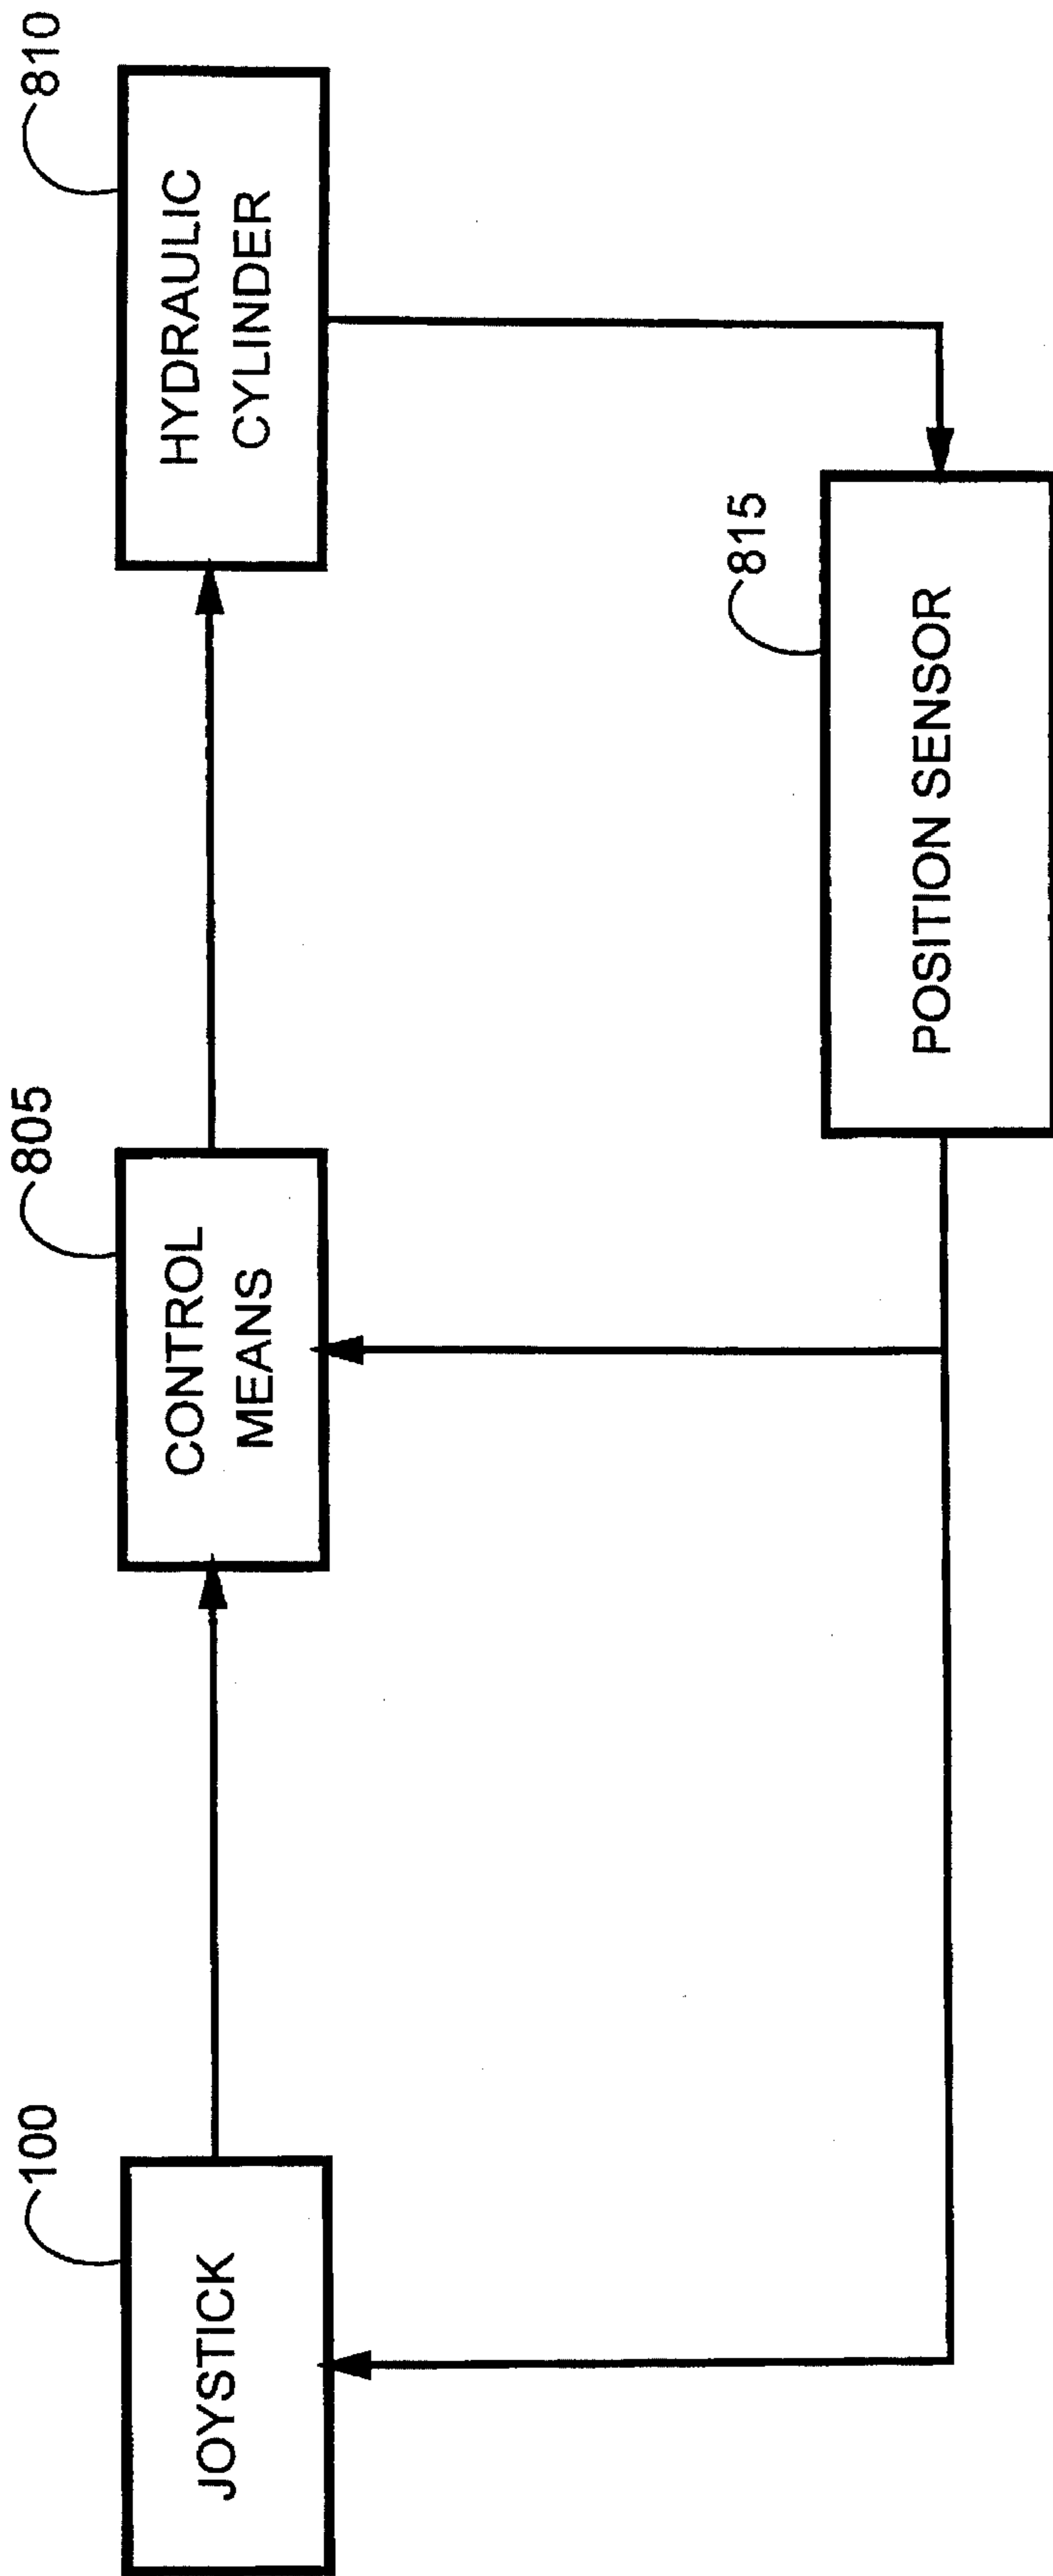 100
JOYSTICK
805
CONTROL
MEANS
810
HYDRAULIC
CYLINDER
815
POSITION SENSOR